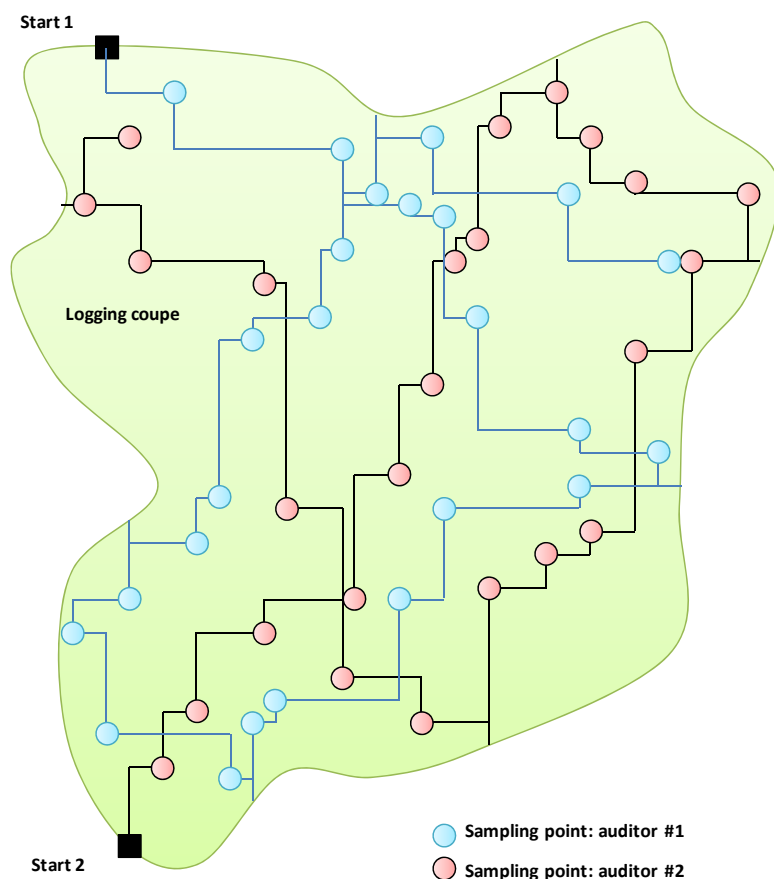 Start 1
Logging coupe
Sampling point: auditor #1
Start 2
Sampling point: auditor #2